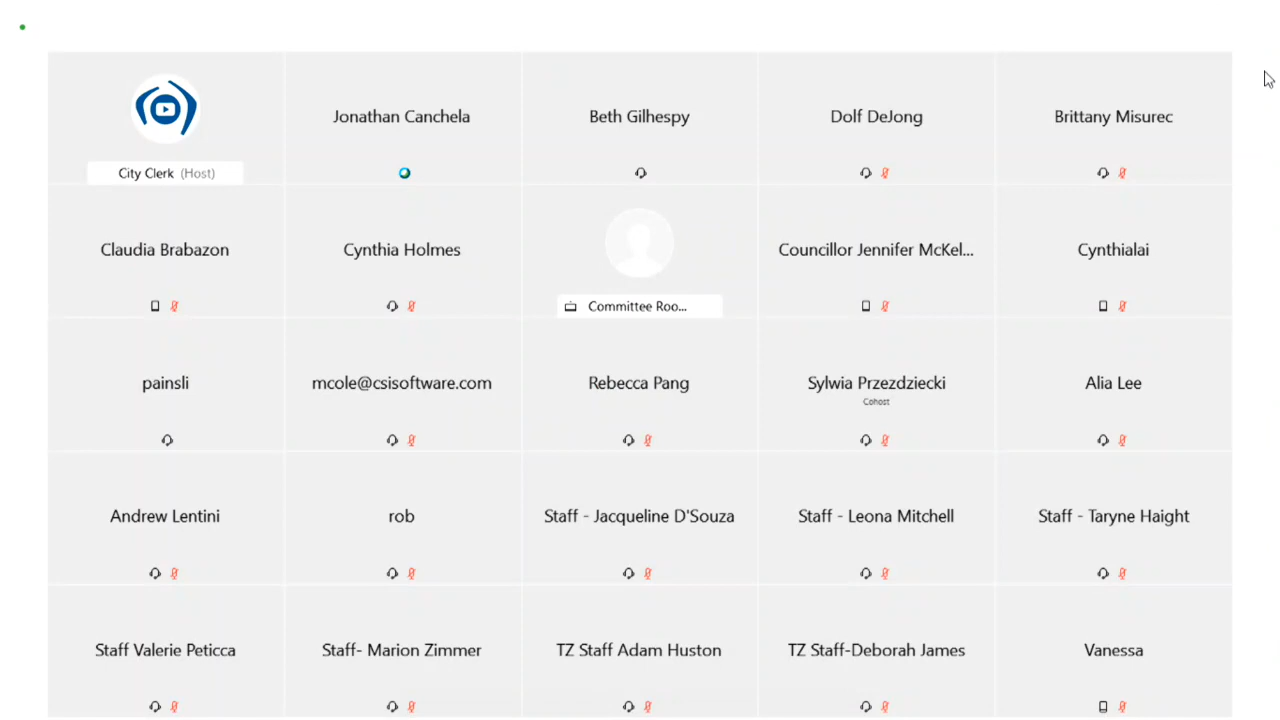 City Clerk (Host)
Jonathan Canchela
Beth Gilhespy
Dolf DeJong
Brittany Misurec
Claudia Brabazon
Cynthia Holmes
Committee Roo...
Councillor Jennifer McKel...
Cynthialai
painsli
mcole@csisoftware.com
Rebecca Pang
Sylwia Przezdziecki
Cohost
Alia Lee
Andrew Lentini
rob
Staff - Jacqueline D'Souza
Staff - Leona Mitchell
Staff - Taryne Haight
Staff Valerie Peticca
Staff- Marion Zimmer
TZ Staff Adam Huston
TZ Staff-Deborah James
Vanessa